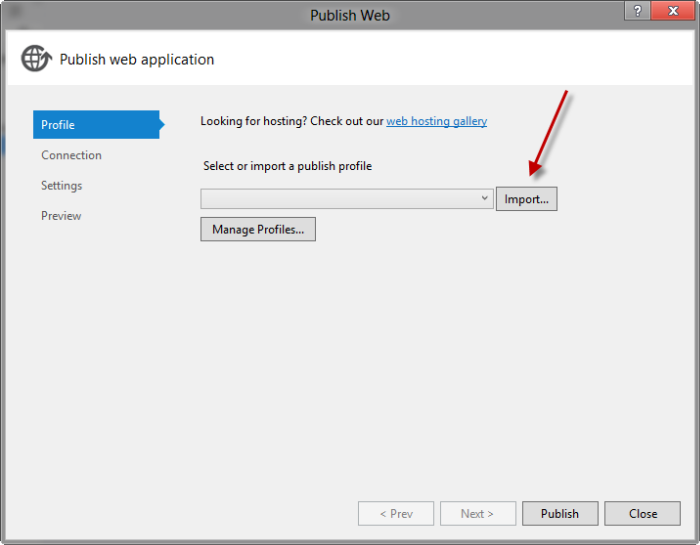 Publish Web
?
x
Publish web application
Profile
Connection
Settings
Preview
Looking for hosting? Check out our web hosting gallery
Select or import a publish profile
Import...
Manage Profiles...
< Prev
Next >
Publish
Close